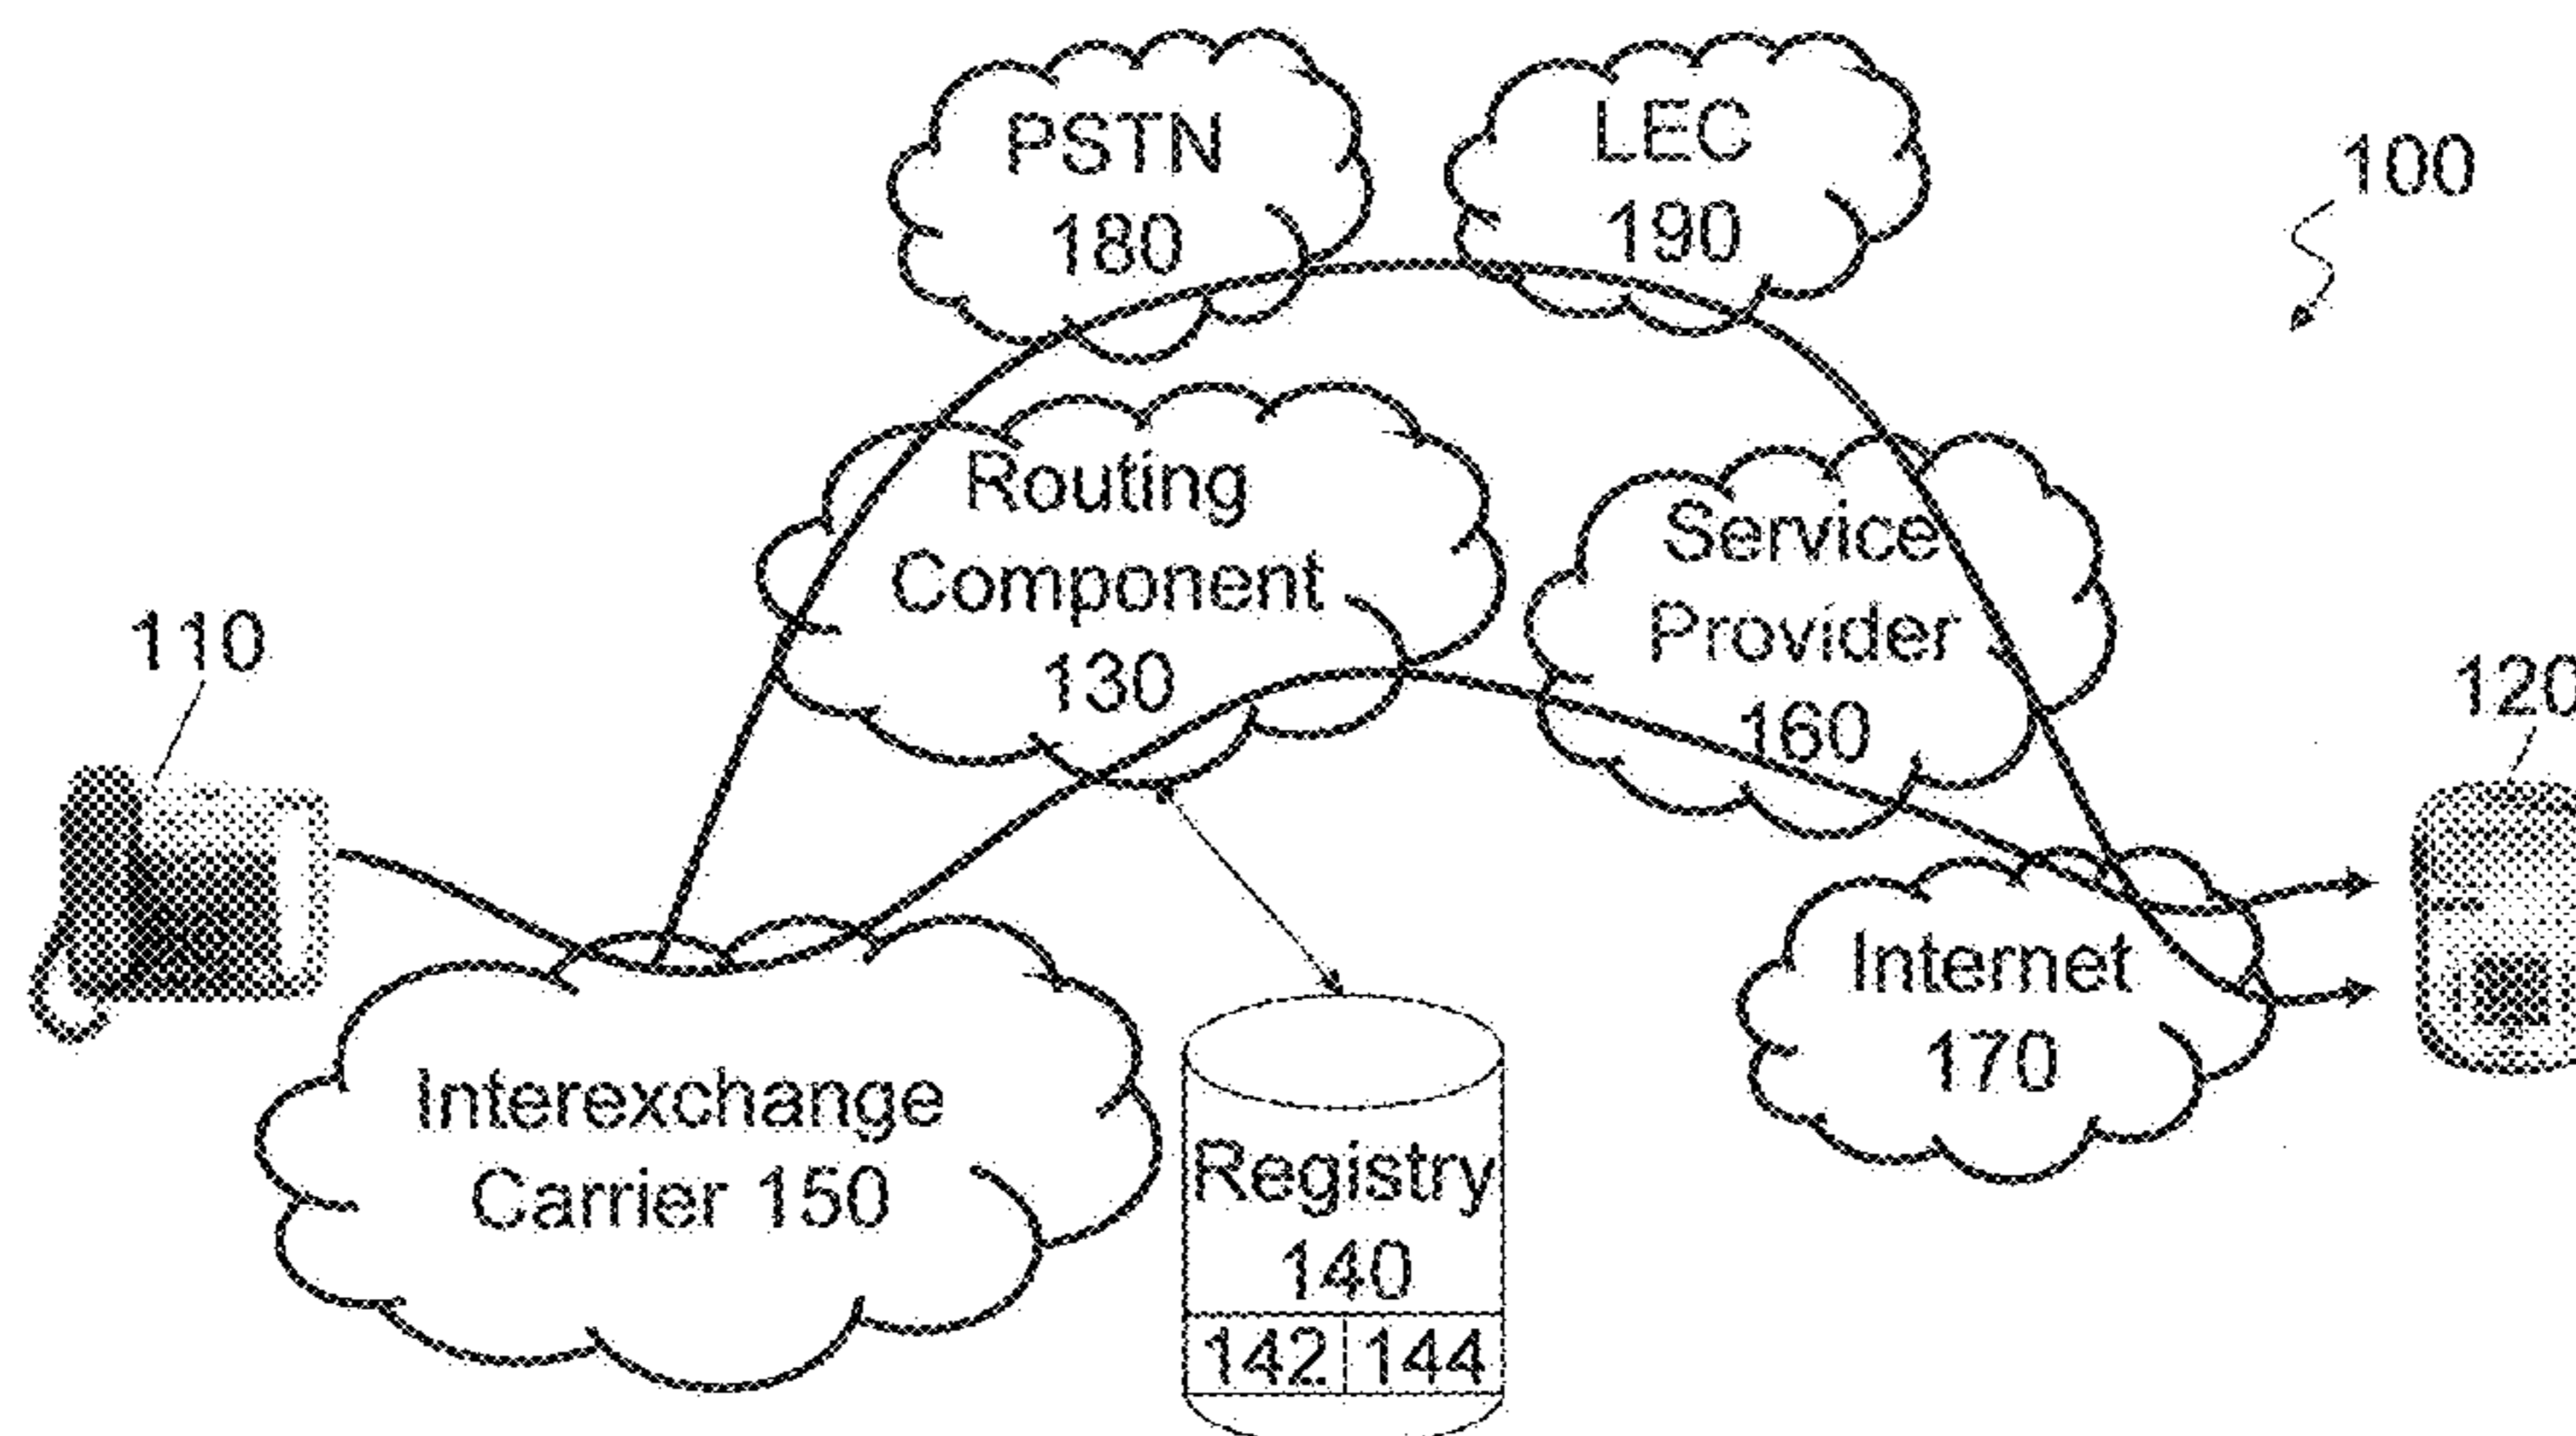 PSTN
180
LEC
190
100
Routing
Component
130
Service
Provider
160
110
120
Interexchange
Carrier 150
Registry
140
142 144
Internet
170